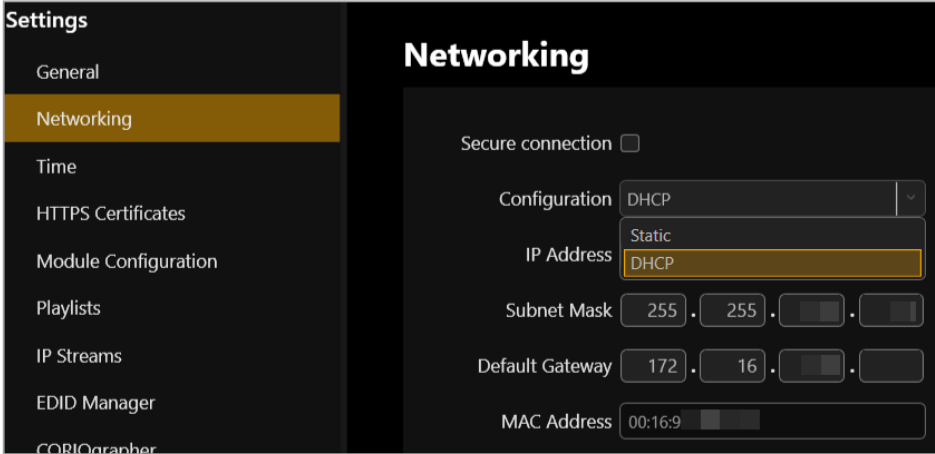 Settings
General
Networking
Time
HTTPS Certificates
Module Configuration
Playlists
IP Streams
EDID Manager
CORIOgrapher
Networking
Secure connection
Configuration DHCP
Static
IP Address
DHCP
Subnet Mask 255 . 255 . .
Default Gateway 172 . 16 . .
MAC Address 00:16:9